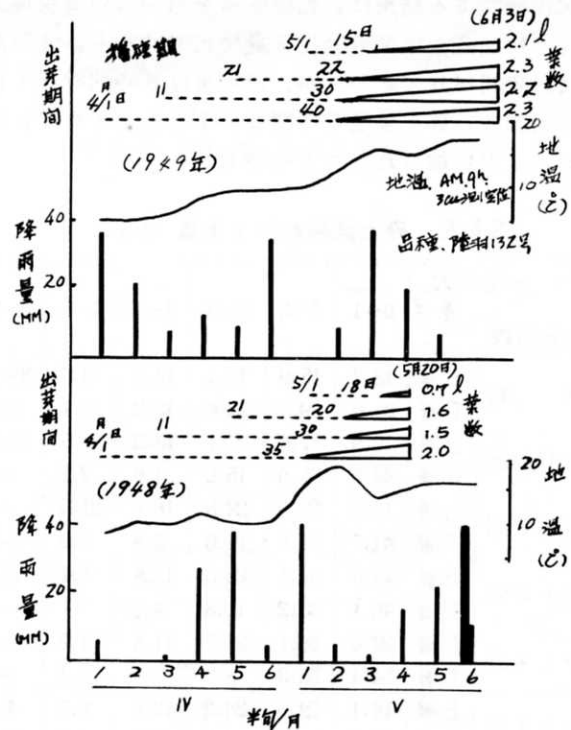 (6月3日)
播種期
5/1 15日 2.1 l
21 22 2.3
11 30 2.2
月
4/1日 40 2.3
出芽期間
葉数
20
10
地温(℃)
(1949年)
地温、AM.9h.
品種、陸羽132号
40
20
降雨量(MM)
(5月20日)
5/1 18日 0.7 l
21 20 1.6
11 30 1.5
月
4/1日 35 2.0
出芽期間
葉数
20
10
地温(℃)
(1948年)
40
20
降雨量(MM)
1 2 3 4 5 6 1 2 3 4 5 6
IV V
半旬/月